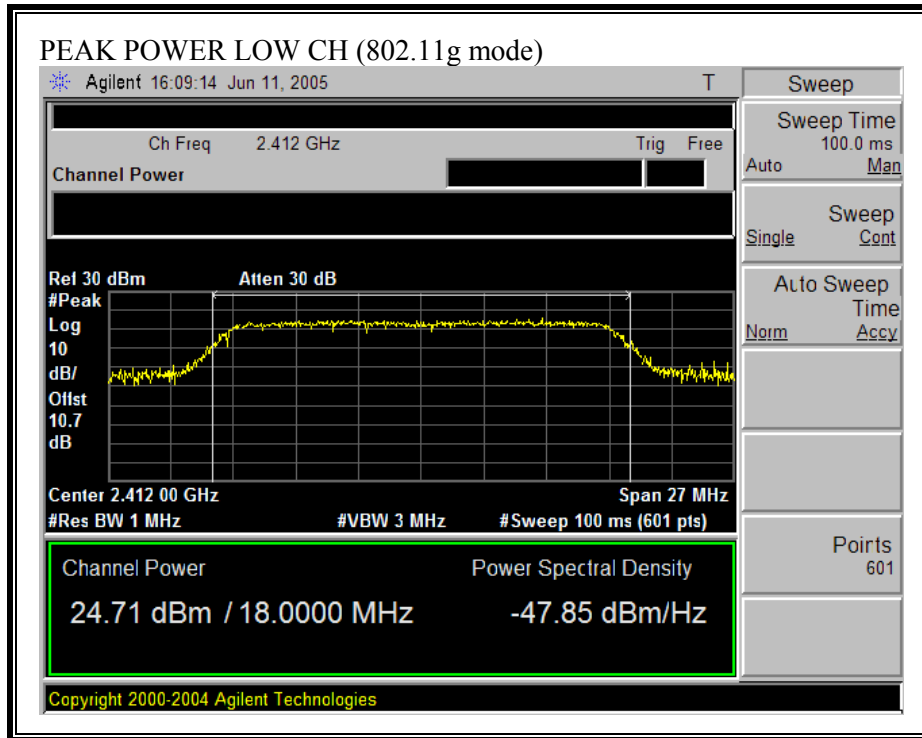 PEAK POWER LOW CH (802.11g mode)
Agilent 16:09:14 Jun 11, 2005 T
Sweep
Ch Freq 2.412 GHz Trig Free
Channel Power
Sweep Time
100.0 ms
Auto Man
Sweep
Single Cont
Ref 30 dBm Atten 30 dB
Auto Sweep
Time
Norm Accy
#Peak
Log
10
dB/
Offst
10.7
dB
Center 2.412 00 GHz Span 27 MHz
#Res BW 1 MHz #VBW 3 MHz #Sweep 100 ms (601 pts)
Points
601
Channel Power Power Spectral Density
24.71 dBm / 18.0000 MHz -47.85 dBm/Hz
Copyright 2000-2004 Agilent Technologies